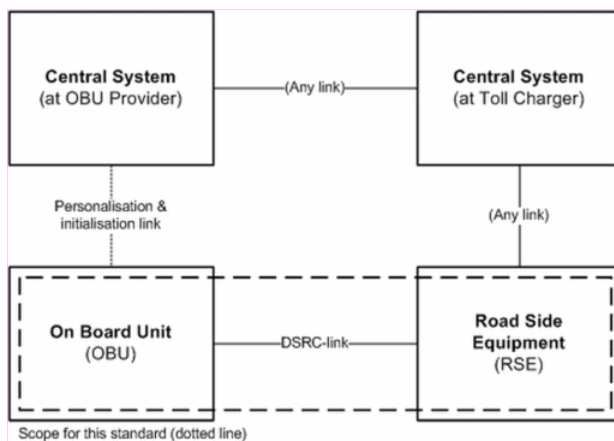 Central System
(at OBU Provider)
(Any link)
Central System
(at Toll Charger)
Personalisation &
initialisation link
(Any link)
On Board Unit
(OBU)
DSRC-link
Road Side
Equipment
(RSE)
Scope for this standard (dotted line)